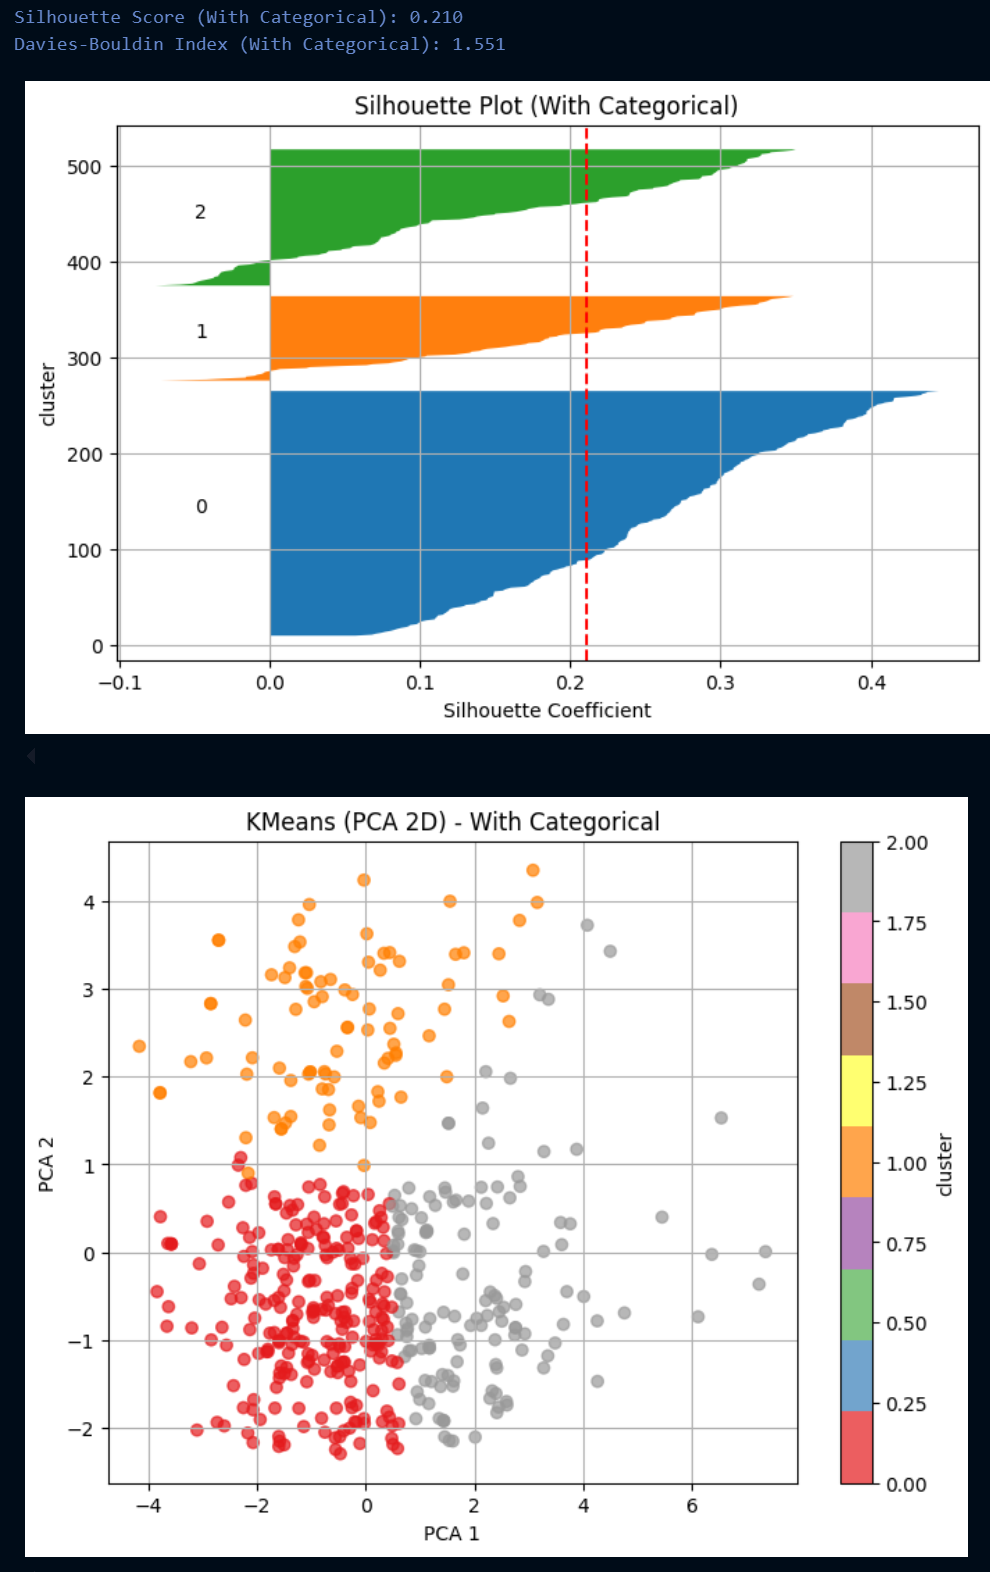 Silhouette Score (With Categorical): 0.210
Davies-Bouldin Index (With Categorical): 1.551
Silhouette Plot (With Categorical)
500
400
300
200
100
0
cluster
2
1
0
−0.1 0.0 0.1 0.2 0.3 0.4
Silhouette Coefficient
KMeans (PCA 2D) - With Categorical
4
3
2
1
0
−1
−2
PCA 2
−4 −2 0 2 4 6
PCA 1
2.00
1.75
1.50
1.25
1.00
0.75
0.50
0.25
0.00
cluster